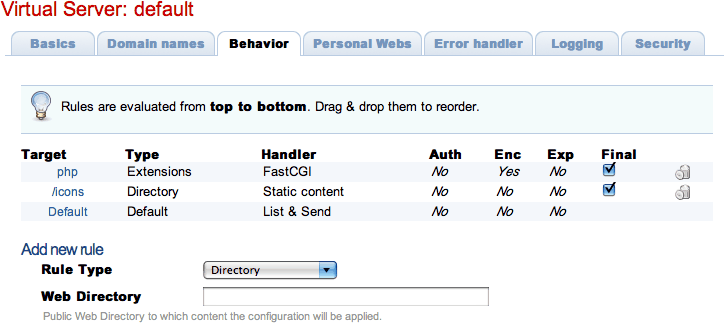 Virtual Server: default
Basics Domain names Behavior Personal Webs Error handler Logging Security
Rules are evaluated from top to bottom. Drag & drop them to reorder.
Target Type Handler Auth Enc Exp Final
php Extensions FastCGI No Yes No
/icons Directory Static content No No No
Default Default List & Send No No No
Add new rule
Rule Type Directory
Web Directory
Public Web Directory to which content the configuration will be applied.